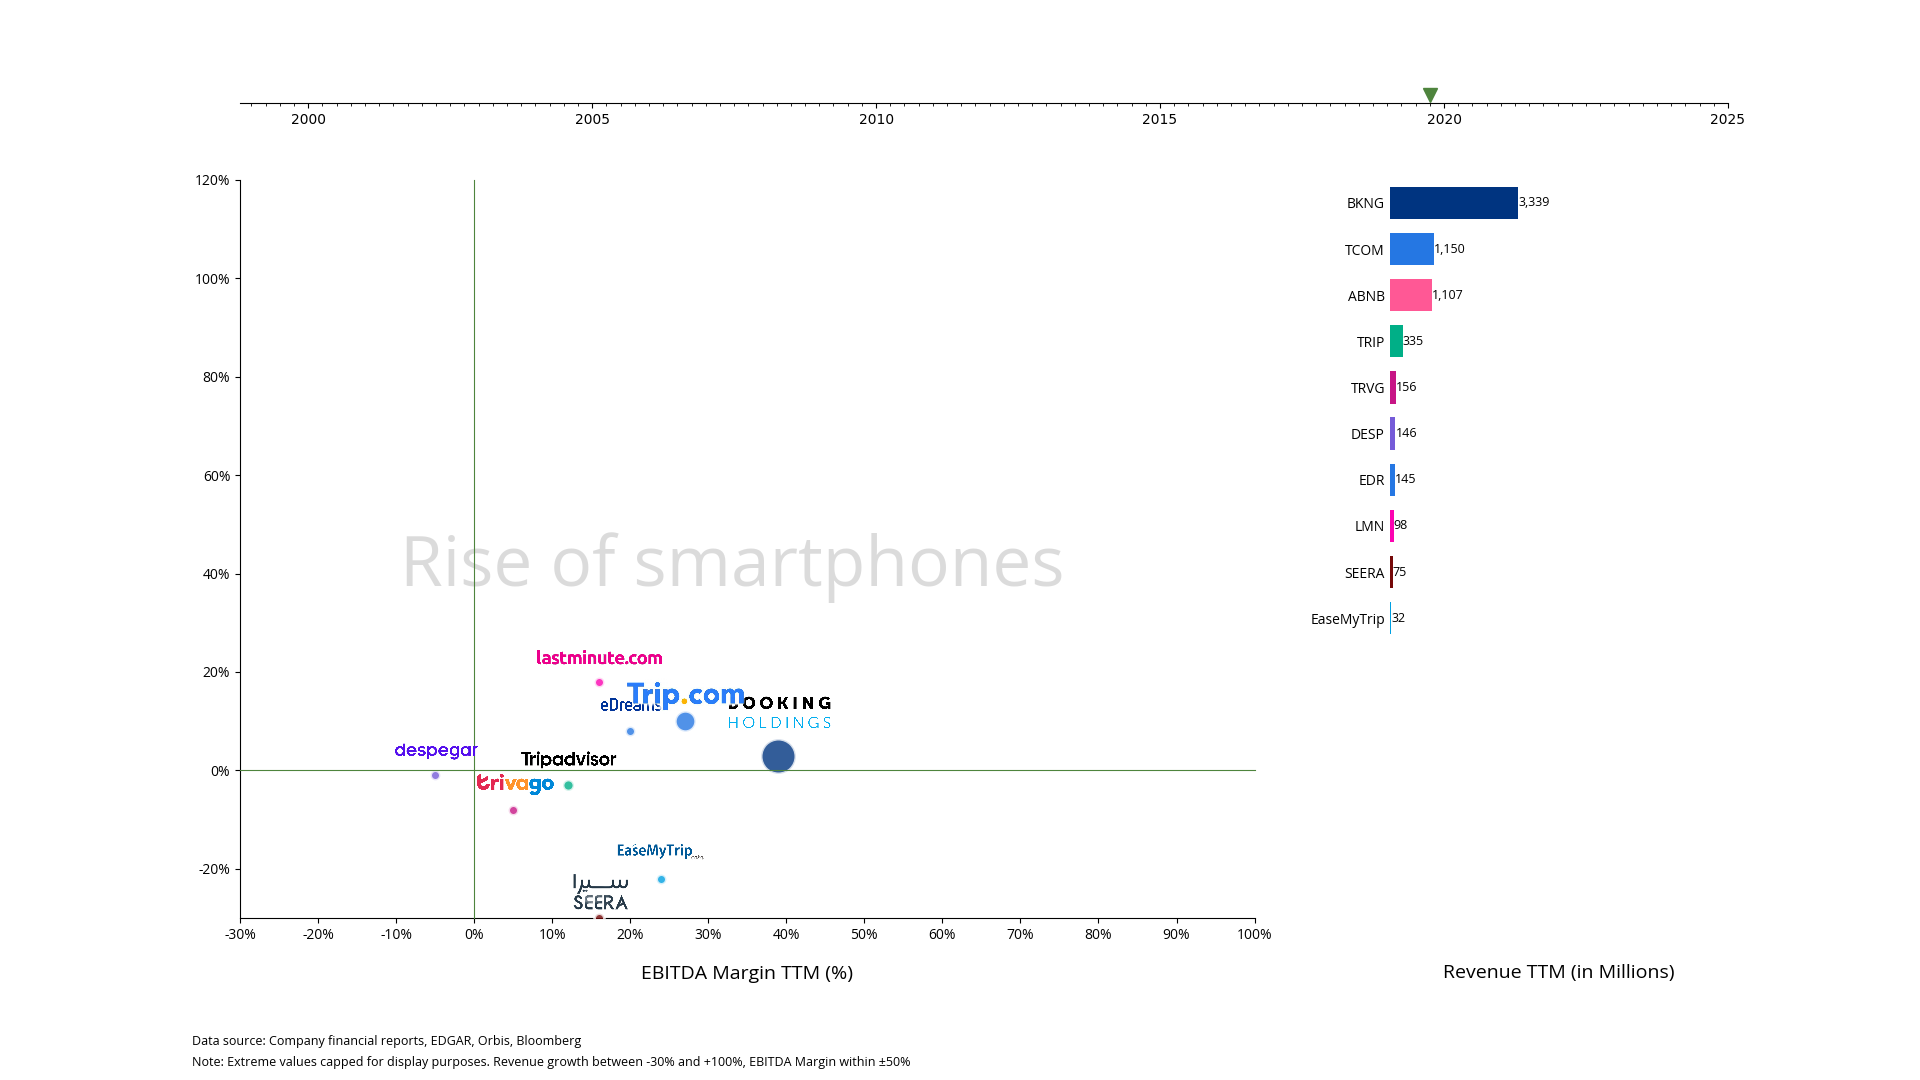 2000 2005 2010 2015 2020 2025
120%
100%
80%
60%
40%
20%
0%
-20%
-30% -20% -10% 0% 10% 20% 30% 40% 50% 60% 70% 80% 90% 100%
EBITDA Margin TTM (%)
Rise of smartphones
lastminute.com
Trip.com
eDreams
BOOKING
HOLDINGS
despegar
Tripadvisor
trivago
EaseMyTrip
سيرا
SEERA
BKNG 3,339
TCOM 1,150
ABNB 1,107
TRIP 335
TRVG 156
DESP 146
EDR 145
LMN 98
SEERA 75
EaseMyTrip 32
Revenue TTM (in Millions)
Data source: Company financial reports, EDGAR, Orbis, Bloomberg
Note: Extreme values capped for display purposes. Revenue growth between -30% and +100%, EBITDA Margin within ±50%